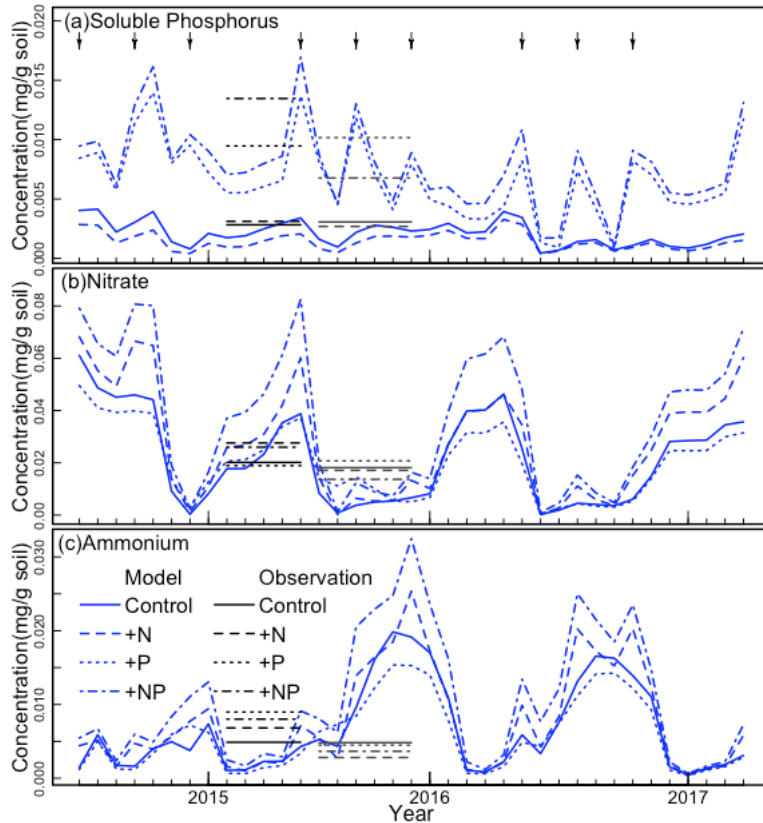 (a)Soluble Phosphorus
Concentration(mg/g soil)
0.000 0.005 0.010 0.015 0.020
(b)Nitrate
Concentration(mg/g soil)
0.00 0.02 0.04 0.06 0.08
(c)Ammonium
Concentration(mg/g soil)
0.000 0.010 0.020 0.030
Model Observation
Control Control
+N +N
+P +P
+NP +NP
2015 2016 2017
Year